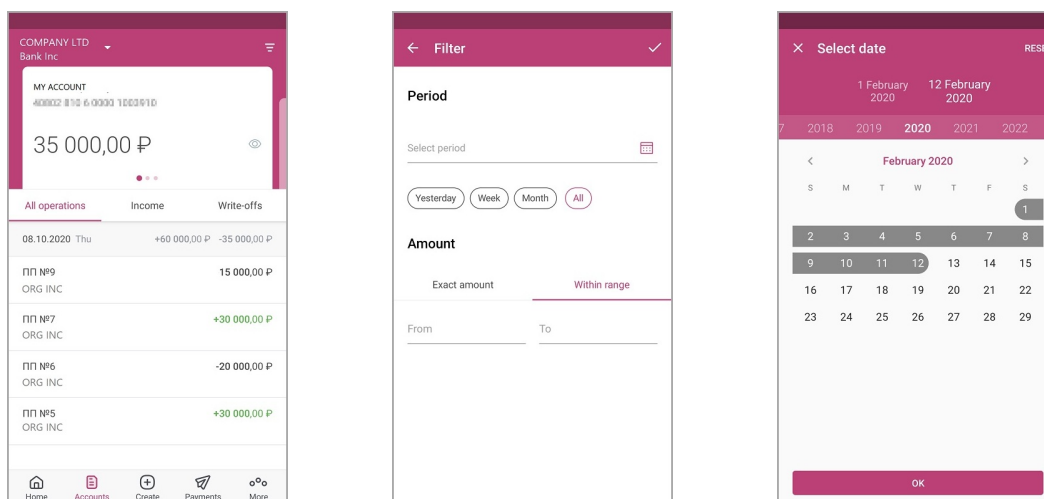 COMPANY LTD
Bank Inc
MY ACCOUNT
35 000,00 ₽
All operations Income Write-offs
08.10.2020 Thu +60 000,00 ₽ -35 000,00 ₽
ПП №9 15 000,00 ₽
ORG INC
ПП №7 +30 000,00 ₽
ORG INC
ПП №6 -20 000,00 ₽
ORG INC
ПП №5 +30 000,00 ₽
ORG INC
Home Accounts Create Payments More
Filter
Period
Select period
Yesterday Week Month All
Amount
Exact amount Within range
From To
Select date RESE
1 February 12 February
2020 2020
7 2018 2019 2020 2021 2022
February 2020
S M T W T F S
1
2 3 4 5 6 7 8
9 10 11 12 13 14 15
16 17 18 19 20 21 22
23 24 25 26 27 28 29
OK